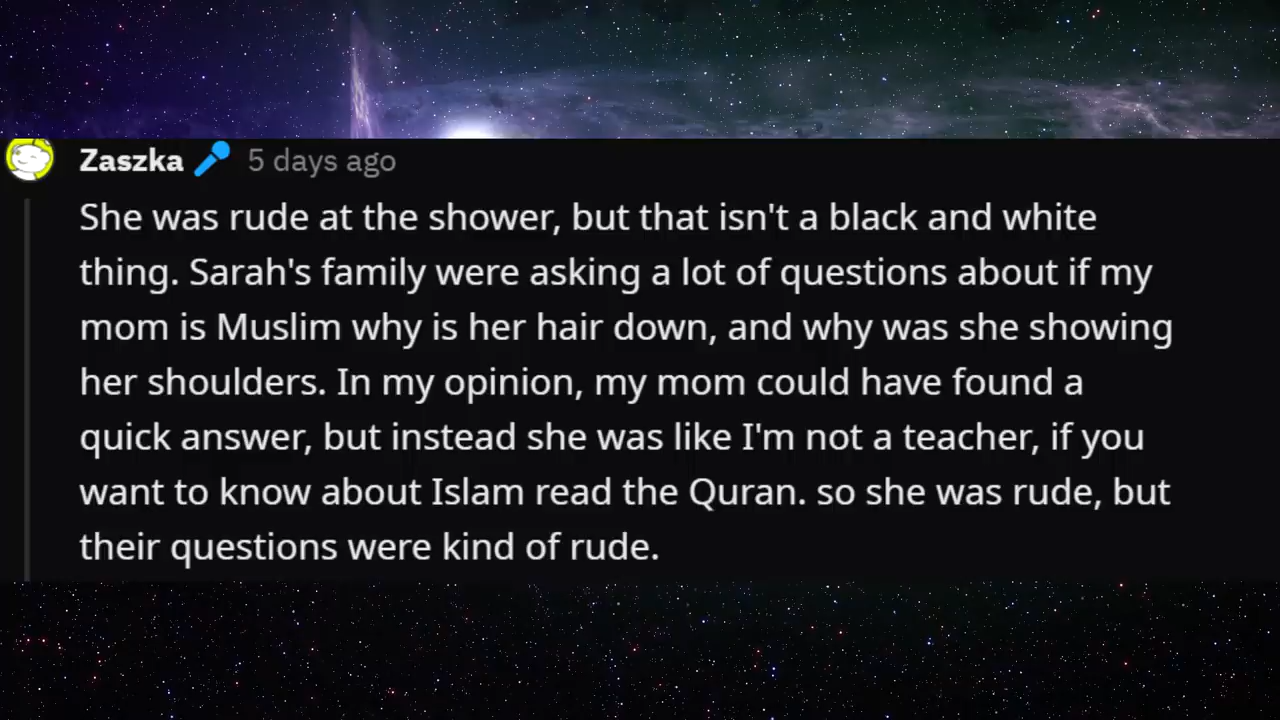 Zaszka 5 days ago
She was rude at the shower, but that isn't a black and white
thing. Sarah's family were asking a lot of questions about if my
mom is Muslim why is her hair down, and why was she showing
her shoulders. In my opinion, my mom could have found a
quick answer, but instead she was like I'm not a teacher, if you
want to know about Islam read the Quran. so she was rude, but
their questions were kind of rude.